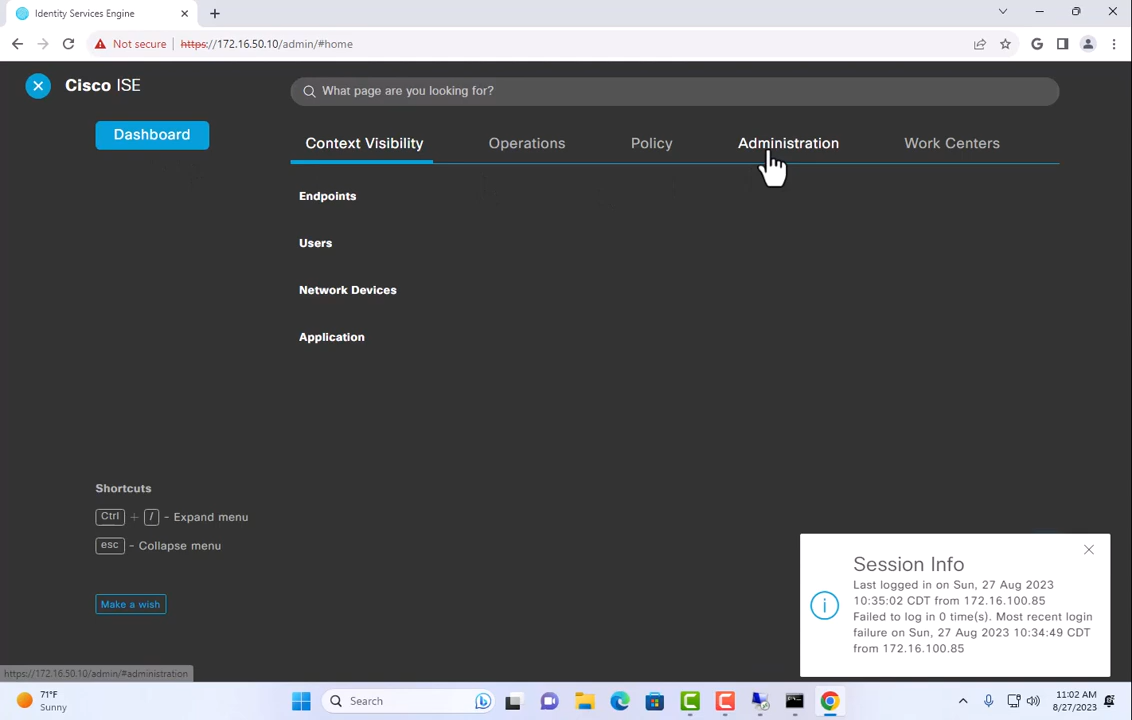 Identity Services Engine
Not secure https://172.16.50.10/admin/#home
Cisco ISE
What page are you looking for?
Dashboard
Context Visibility Operations Policy Administration Work Centers
Endpoints
Users
Network Devices
Application
Shortcuts
Ctrl + / - Expand menu
esc - Collapse menu
Make a wish
Session Info
Last logged in on Sun, 27 Aug 2023
10:35:02 CDT from 172.16.100.85
Failed to log in 0 time(s). Most recent login
failure on Sun, 27 Aug 2023 10:34:49 CDT
from 172.16.100.85
https://172.16.50.10/admin/#administration
71°F
Sunny
Search
11:02 AM
8/27/2023